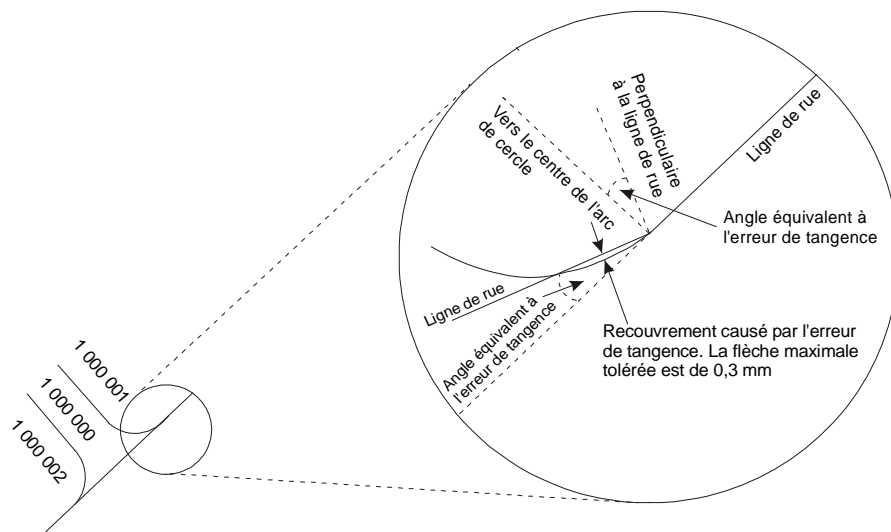 Perpendiculaire
à la ligne de rue
Vers le centre de l'arc
de cercle
Ligne de rue
Angle équivalent à
l'erreur de tangence
Ligne de rue
Angle équivalent à
l'erreur de tangence
Recouvrement causé par l'erreur
de tangence. La flèche maximale
tolérée est de 0,3 mm
1 000 001
1 000 000
1 000 002